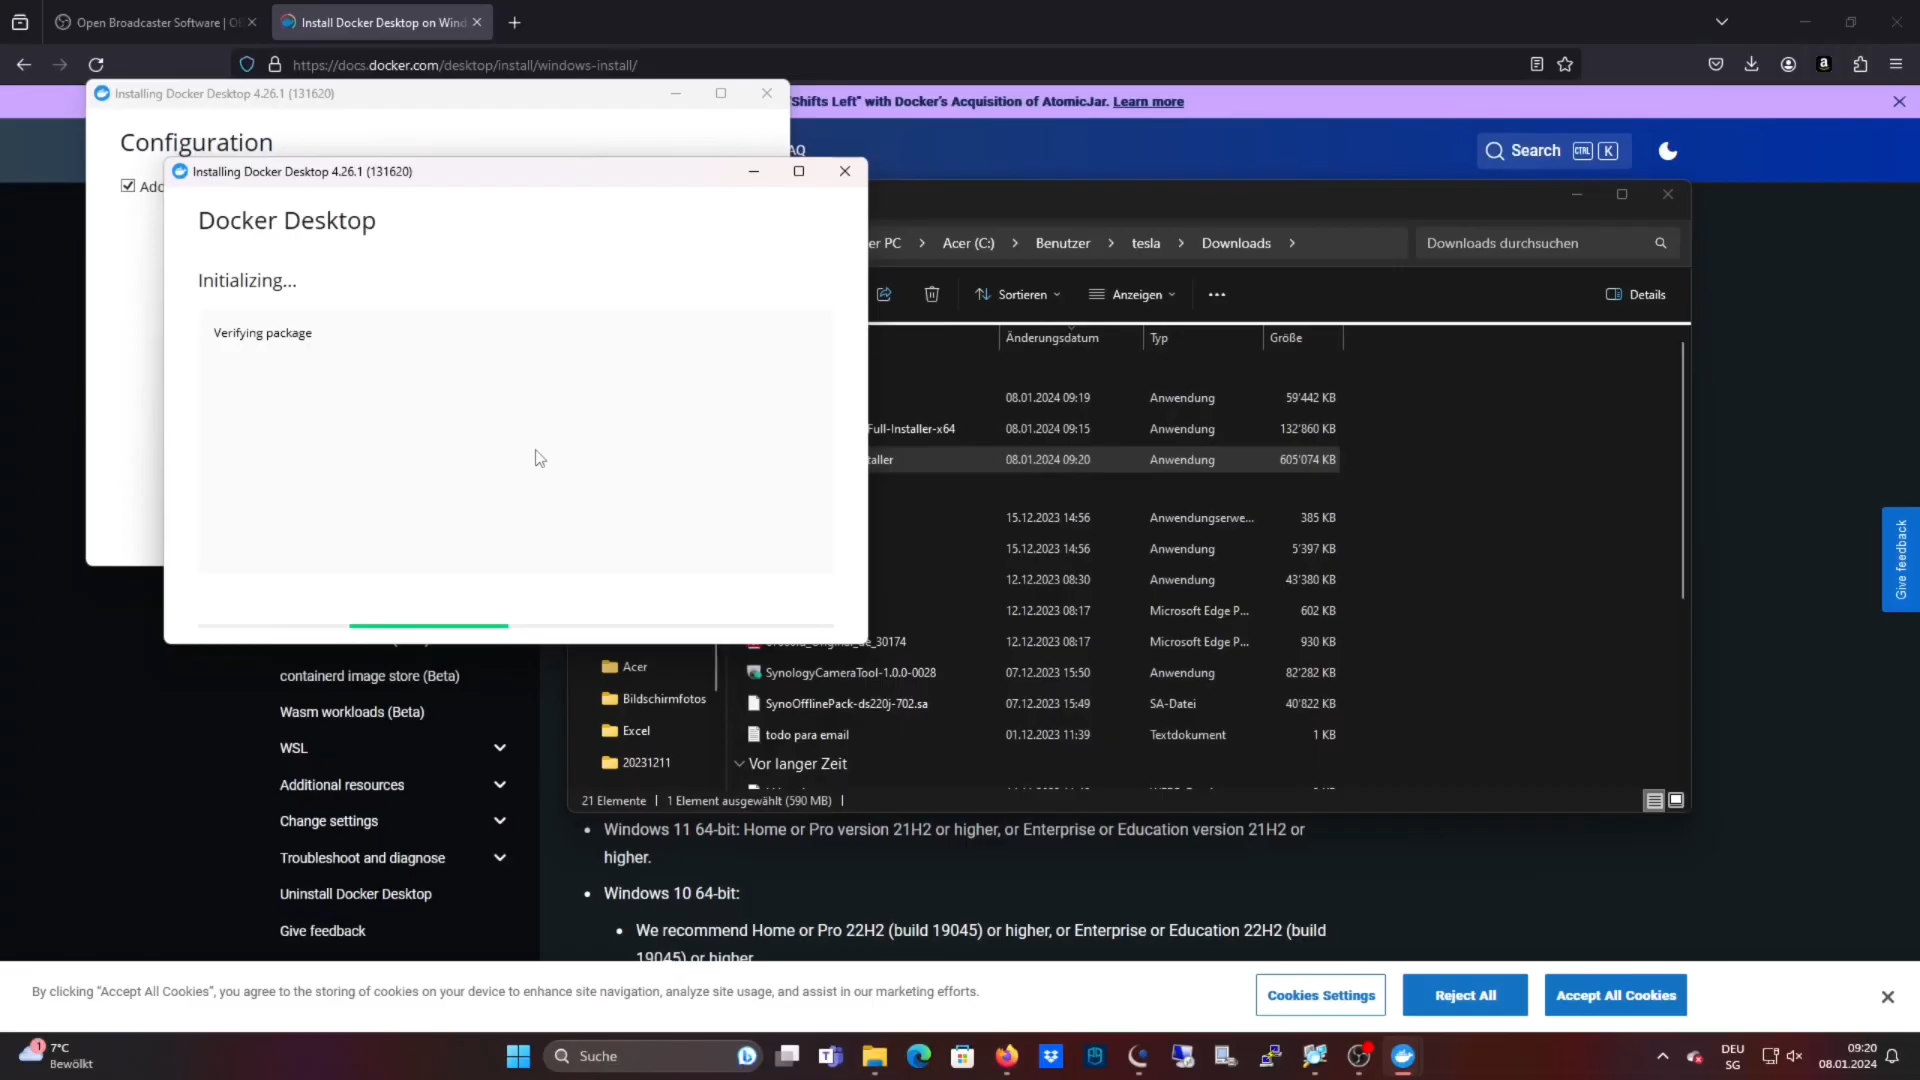 Open Broadcaster Software | O
Install Docker Desktop on Wind
https://docs.docker.com/desktop/install/windows-install/
Installing Docker Desktop 4.26.1 (131620)
"Shifts Left" with Docker's Acquisition of AtomicJar. Learn more
Configuration
AQ
Search CTRL K
Installing Docker Desktop 4.26.1 (131620)
Add
Docker Desktop
er PC > Acer (C:) > Benutzer > tesla > Downloads >
Downloads durchsuchen
Initializing...
Sortieren
Anzeigen
Details
Verifying package
Änderungsdatum Typ Größe
08.01.2024 09:19 Anwendung 59'442 KB
Full-Installer-x64 08.01.2024 09:15 Anwendung 132'860 KB
taller 08.01.2024 09:20 Anwendung 605'074 KB
15.12.2023 14:56 Anwendungserwe... 385 KB
15.12.2023 14:56 Anwendung 5'397 KB
12.12.2023 08:30 Anwendung 43'380 KB
12.12.2023 08:17 Microsoft Edge P... 602 KB
12.12.2023 08:17 Microsoft Edge P... 930 KB
Give feedback
Acer
SynologyCameraTool-1.0.0-0028 07.12.2023 15:50 Anwendung 82'282 KB
Bildschirmfotos
SynoOfflinePack-ds220j-702.sa 07.12.2023 15:49 SA-Datei 40'822 KB
Excel
todo para email 01.12.2023 11:39 Textdokument 1 KB
20231211
Vor langer Zeit
21 Elemente | 1 Element ausgewählt (590 MB) |
containerd image store (Beta)
Wasm workloads (Beta)
WSL
Additional resources
Change settings
Troubleshoot and diagnose
Uninstall Docker Desktop
Give feedback
• Windows 11 64-bit: Home or Pro version 21H2 or higher, or Enterprise or Education version 21H2 or
higher.
• Windows 10 64-bit:
• We recommend Home or Pro 22H2 (build 19045) or higher, or Enterprise or Education 22H2 (build
19045) or higher
By clicking "Accept All Cookies", you agree to the storing of cookies on your device to enhance site navigation, analyze site usage, and assist in our marketing efforts.
Cookies Settings
Reject All
Accept All Cookies
1
7°C
Bewölkt
Suche
DEU
SG
09:20
08.01.2024